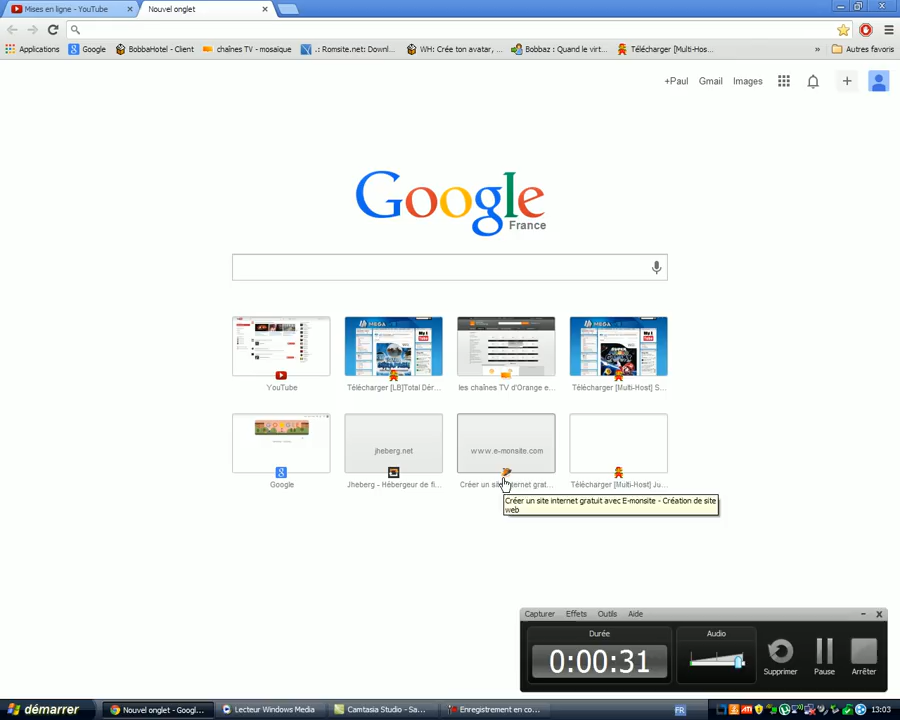 Mises en ligne - YouTube
Nouvel onglet
Applications
Google
BobbaHotel - Client
chaînes TV - mosaïque
.: Romsite.net: Downl...
WH: Crée ton avatar, ...
Bobbaz : Quand le virt...
Télécharger [Multi-Hos...
»
Autres favoris
+Paul
Gmail
Images
Google
France
YouTube
Télécharger [LB]Total Dér...
les chaînes TV d'Orange e...
Télécharger [Multi-Host] S...
jheberg.net
www.e-monsite.com
Google
Jheberg - Hébergeur de fi...
Créer un site internet grat...
Télécharger [Multi-Host] Ju...
Créer un site internet gratuit avec E-monsite - Création de site
web
Capturer
Effets
Outils
Aide
Durée
0:00:31
Audio
Supprimer
Pause
Arrêter
démarrer
Nouvel onglet - Googl...
Lecteur Windows Media
Camtasia Studio - Sa...
Enregistrement en co...
FR
13:03